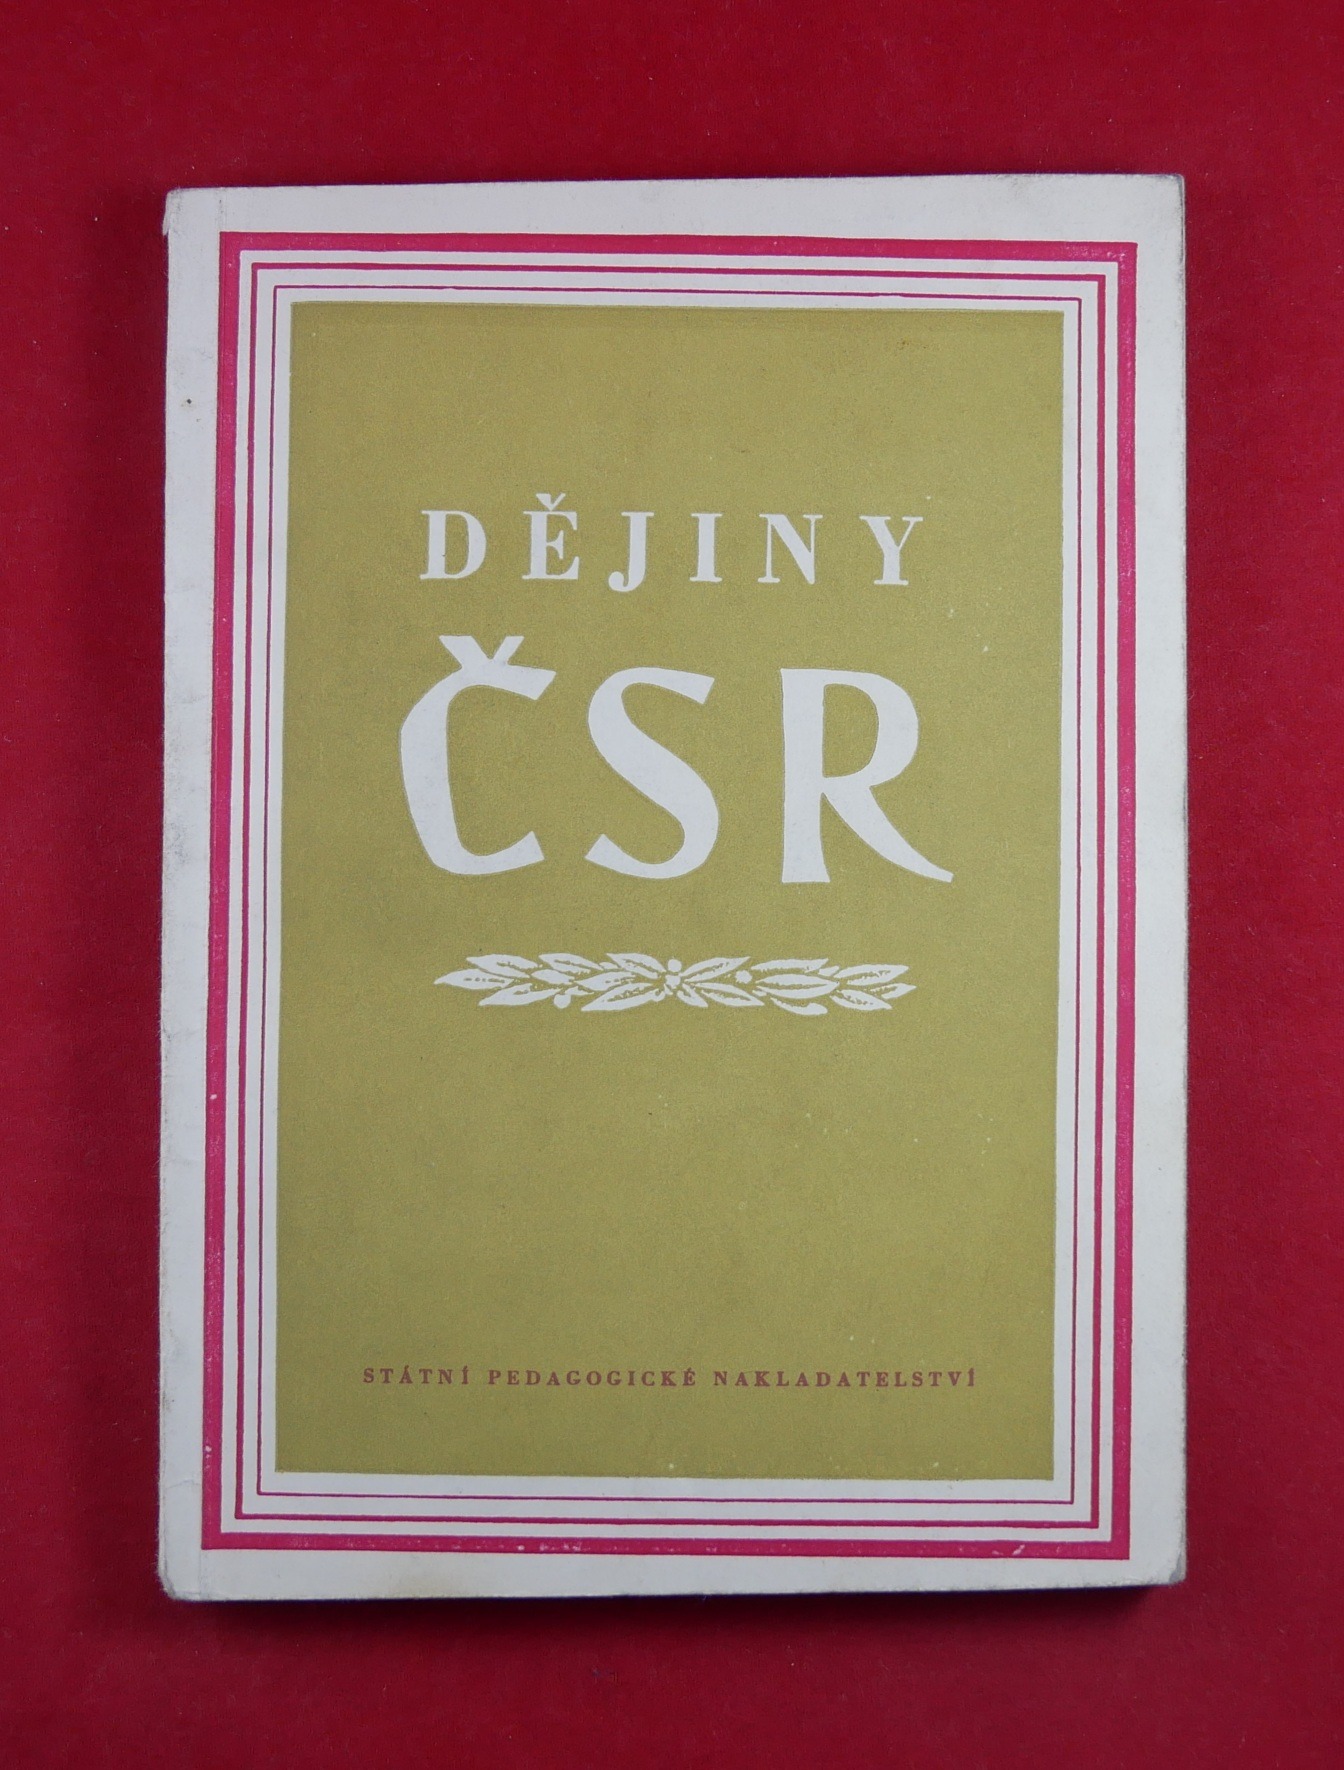 DĚJINY
ČSR
STÁTNÍ PEDAGOGICKÉ NAKLADATELSTVÍ